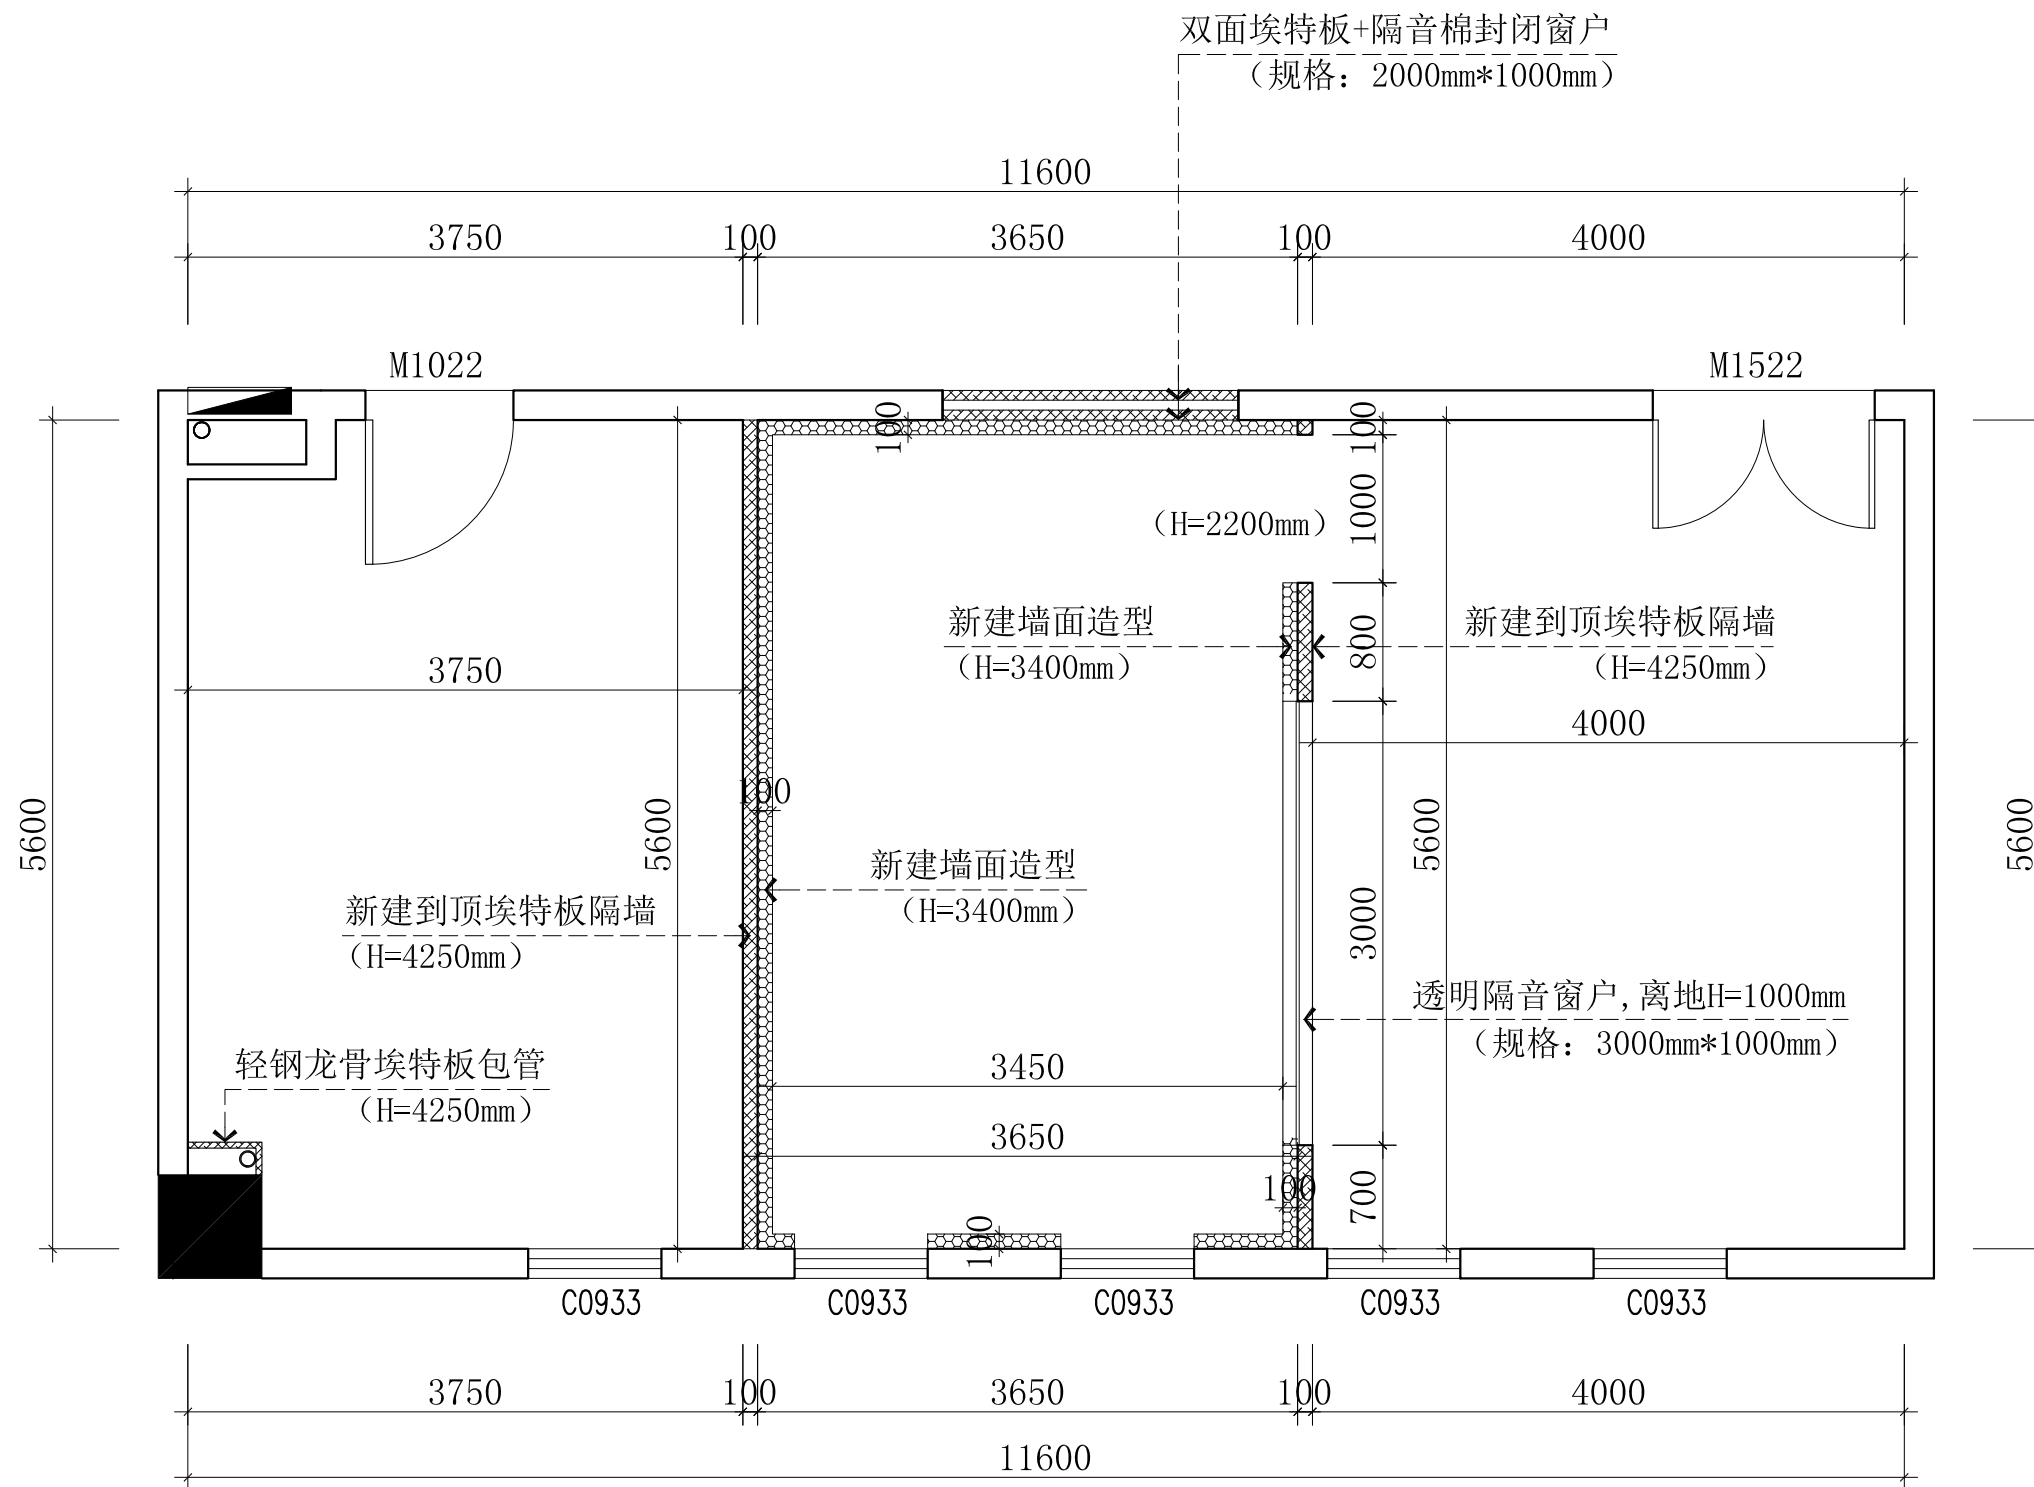 双面埃特板+隔音棉封闭窗户
（规格：2000mm*1000mm）
11600
3750 100 3650 100 4000
M1022 M1522
100 100
1000
（H=2200mm）
新建墙面造型
（H=3400mm）
800
新建到顶埃特板隔墙
（H=4250mm）
3750
4000
100
5600 5600 5600 5600
新建墙面造型
（H=3400mm）
3000
新建到顶埃特板隔墙
（H=4250mm）
透明隔音窗户,离地H=1000mm
（规格：3000mm*1000mm）
轻钢龙骨埃特板包管
（H=4250mm）
3450
3650
100
700
100
C0933 C0933 C0933 C0933 C0933
3750 100 3650 100 4000
11600